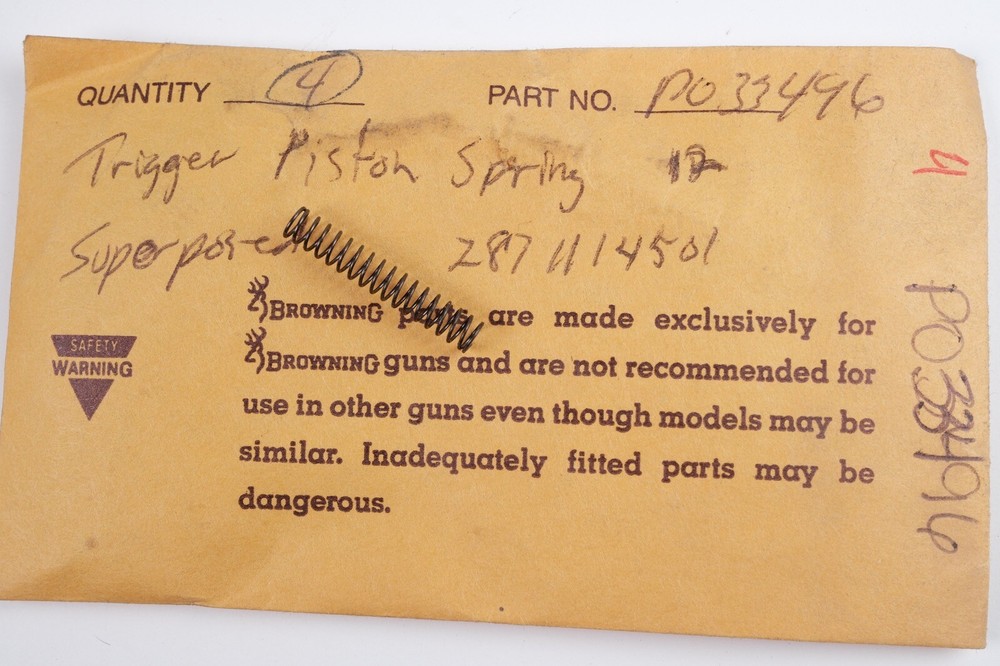 QUANTITY 4 PART NO. PO33496
Trigger Piston Spring 12
Superposed 2871114501
BROWNING parts are made exclusively for
BROWNING guns and are not recommended for
use in other guns even though models may be
similar. Inadequately fitted parts may be
dangerous.
SAFETY
WARNING
4
PO33496